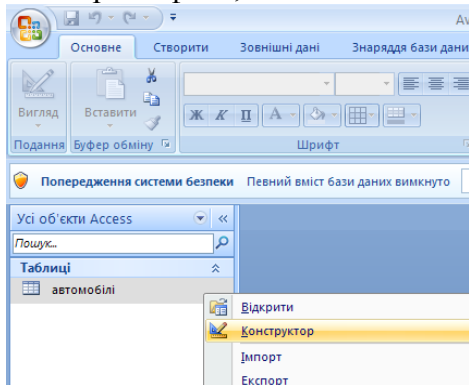 Av
Основне Створити Зовнішні дані Знаряддя бази дани
Вигляд Вставити
Ж К П А
Подання Буфер обміну Шрифт
Попередження системи безпеки Певний вміст бази даних вимкнуто
Усі об'єкти Access
Пошук...
Таблиці
автомобілі
Відкрити
Конструктор
Імпорт
Експорт